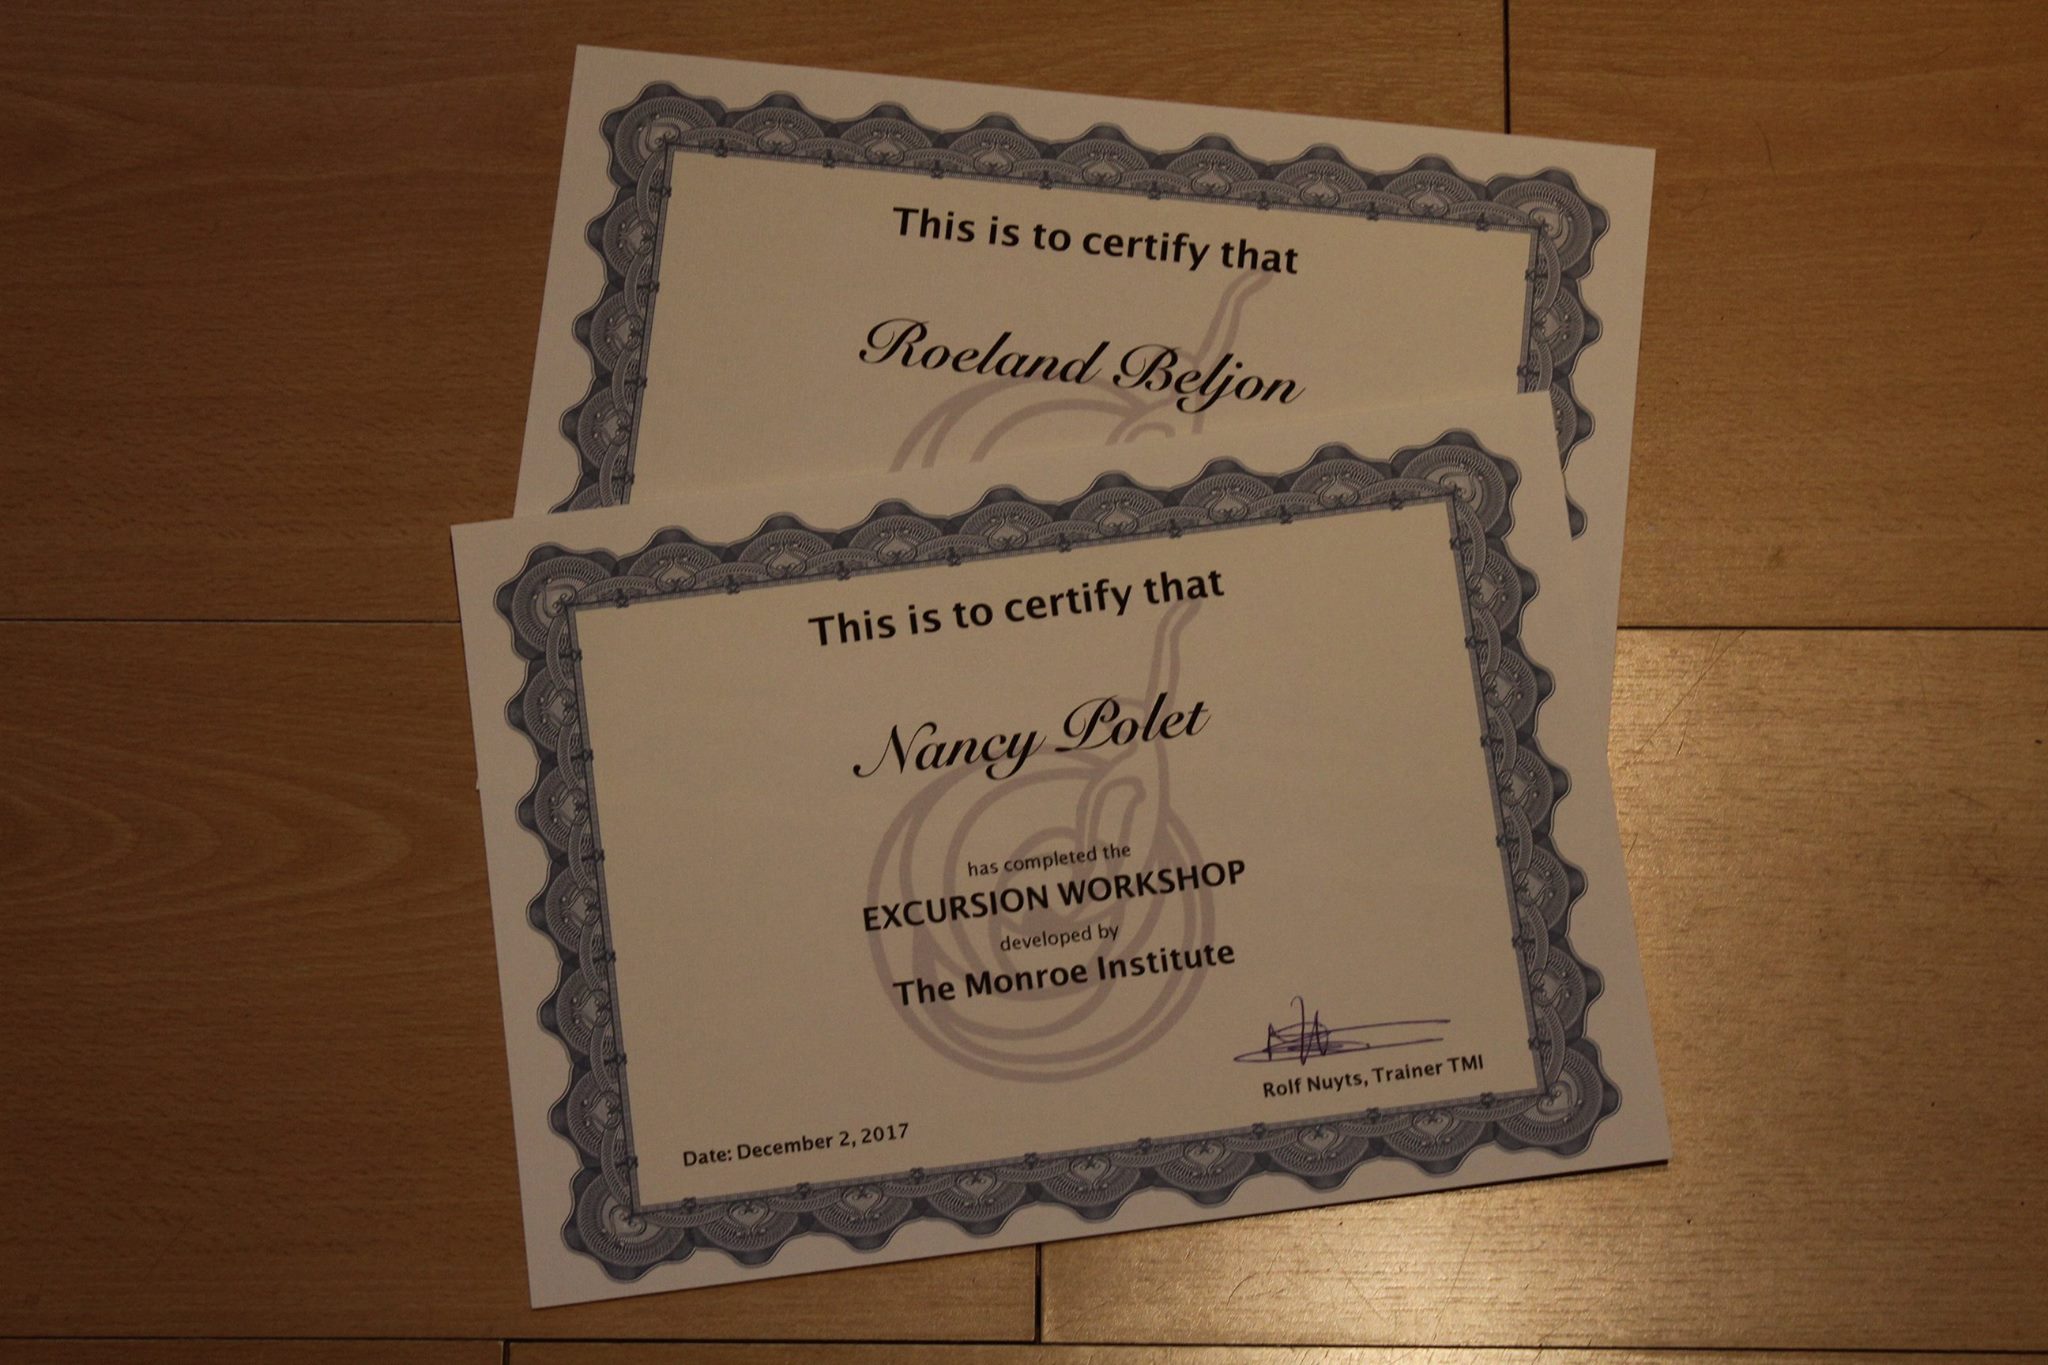 This is to certify that
Roeland Beljon
This is to certify that
Nancy Polet
has completed the
EXCURSION WORKSHOP
developed by
The Monroe Institute
Rolf Nuyts, Trainer TMI
Date: December 2, 2017